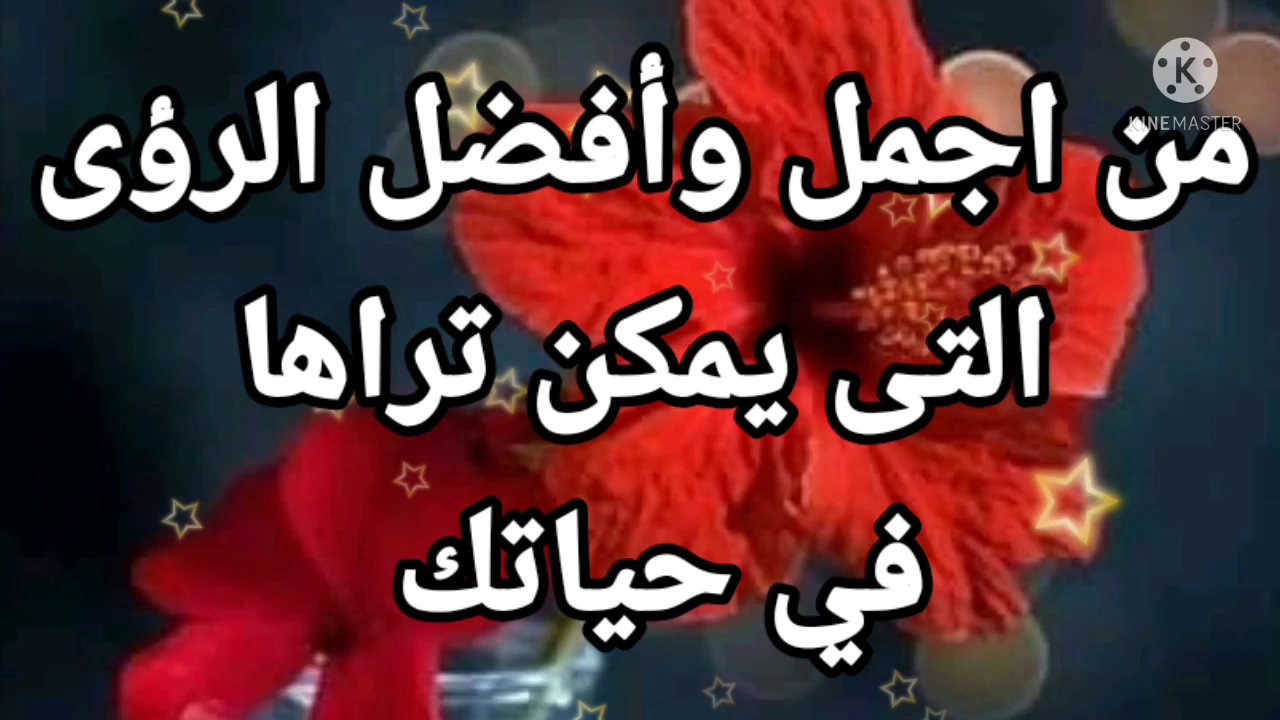 من اجمل وأفضل الرؤى
التى يمكن تراها
في حياتك
KINEMASTER